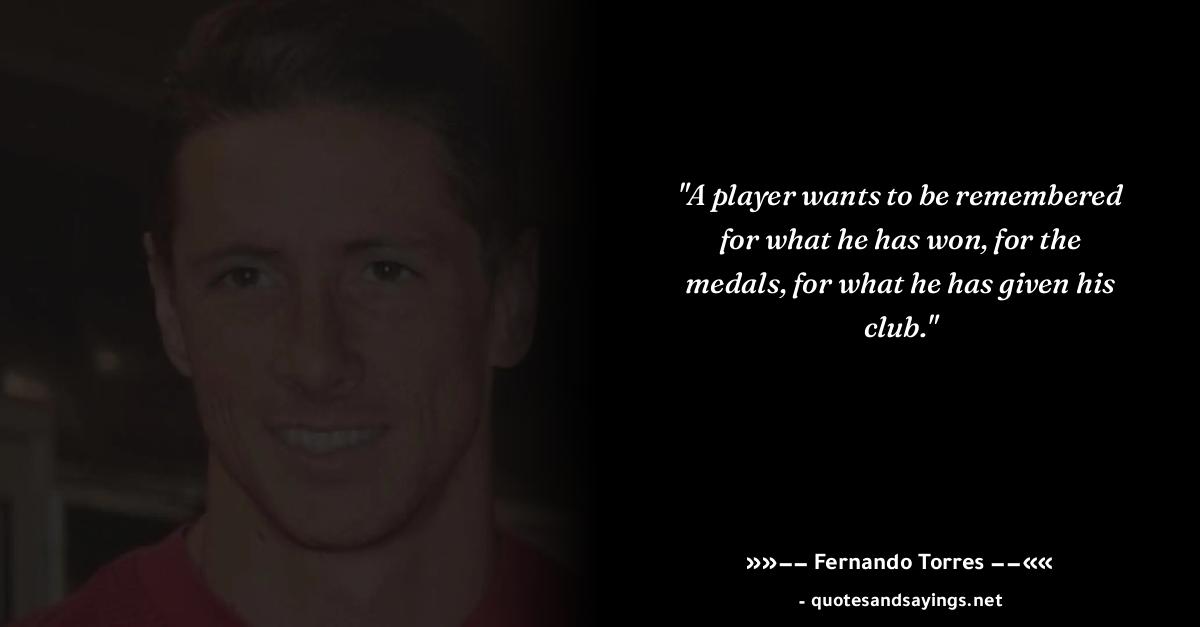 "A player wants to be remembered
for what he has won, for the
medals, for what he has given his
club."
»»−− Fernando Torres −−««
- quotesandsayings.net